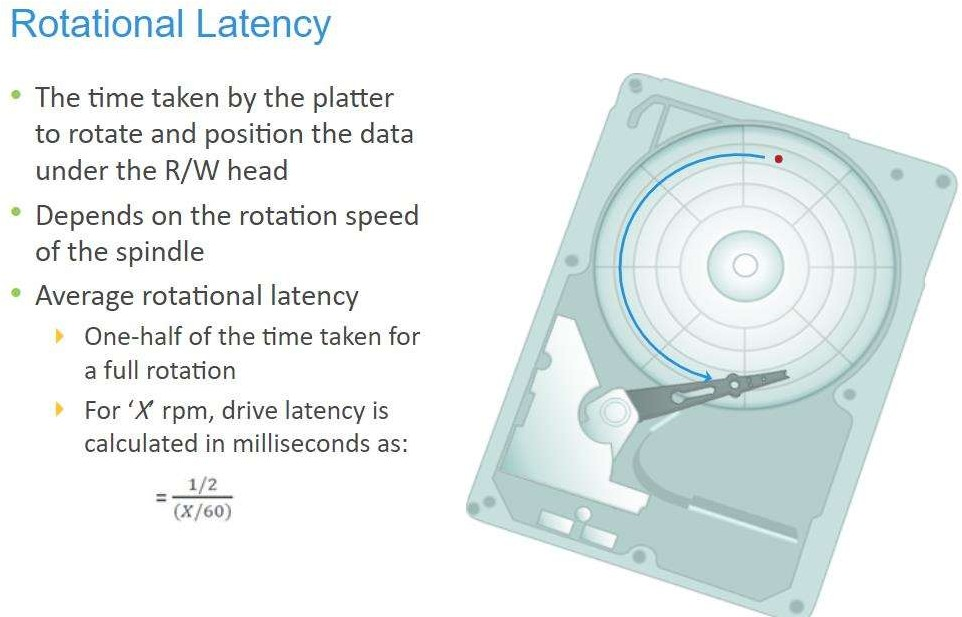 Rotational Latency
• The time taken by the platter
to rotate and position the data
under the R/W head
• Depends on the rotation speed
of the spindle
• Average rotational latency
One-half of the time taken for
a full rotation
For ‘X’ rpm, drive latency is
calculated in milliseconds as:
= 1/2
(X/60)